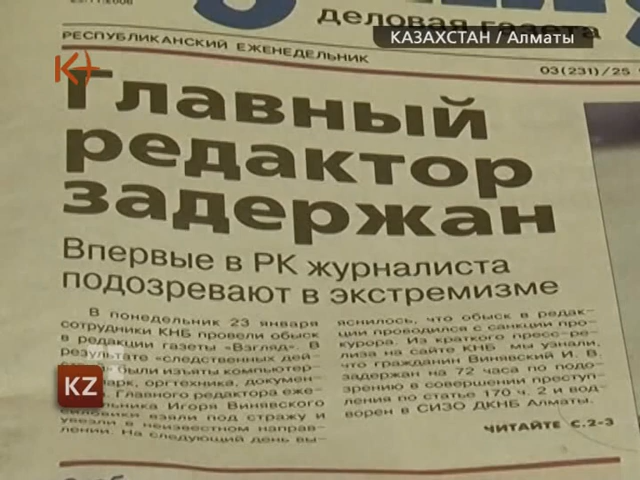 деловая газета
КАЗАХСТАН / Алматы
РЕСПУБЛИКАНСКИЙ ЕЖЕНЕДЕЛЬНИК
03(231)/25
K+
Главный
редактор
задержан
Впервые в РК журналиста
подозревают в экстремизме
В понедельник 23 января
сотрудники КНБ провели обыск
в редакции газеты «Взгляд». В
результате «следственных дей-
были изъяты компьютер-
парк, оргтехника, докумен-
Главного редактора еже-
Игоря Винявского
взяли под стражу и
увезли в неизвестном направ-
лении. На следующий день вы-
яснилось, что обыск в редак-
ции проводился с санкции про-
курора. Из краткого пресс-ре-
лиза на сайте КНБ мы узнали,
что гражданин Винявский И. В.
задержан на 72 часа по подо-
зрению в совершении преступ-
ления по статье 170 ч. 2 и вод-
ворен в СИЗО ДКНБ Алматы.
ЧИТАЙТЕ С.2-3
KZ